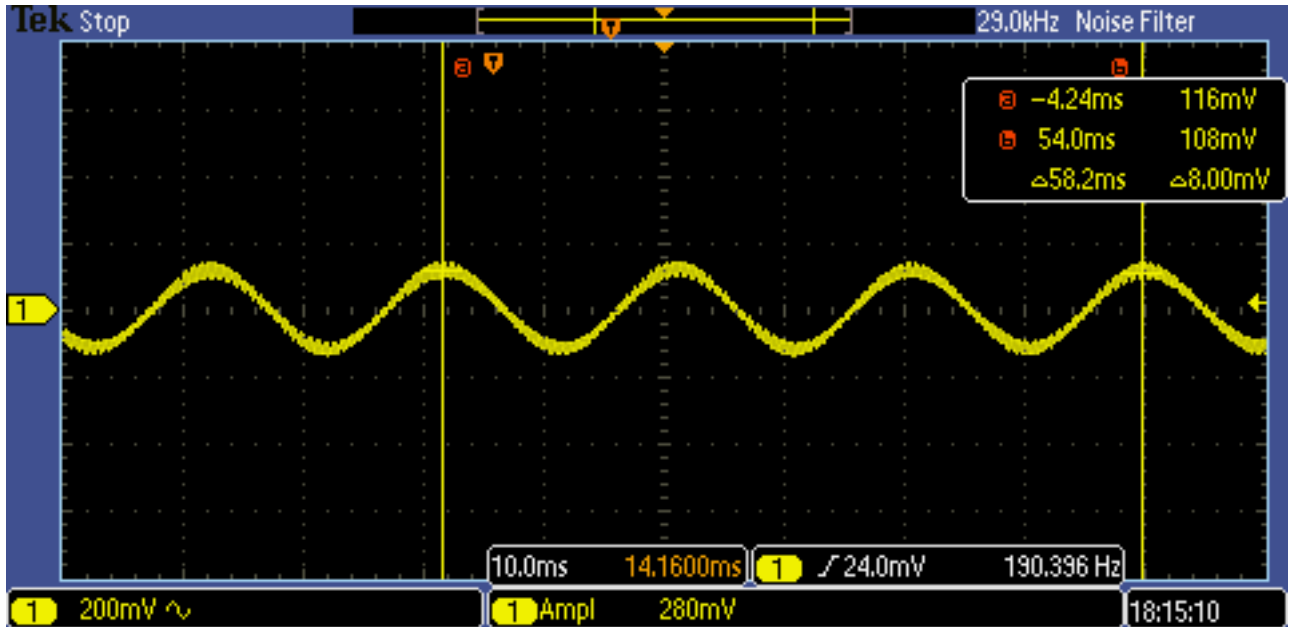 Tek Stop 29.0kHz Noise Filter
T
a T b
a −4.24ms 116mV
b 54.0ms 108mV
△58.2ms △8.00mV
1
10.0ms 14.1600ms 1 24.0mV 190.396 Hz
1 200mV 1 Ampl 280mV 18:15:10